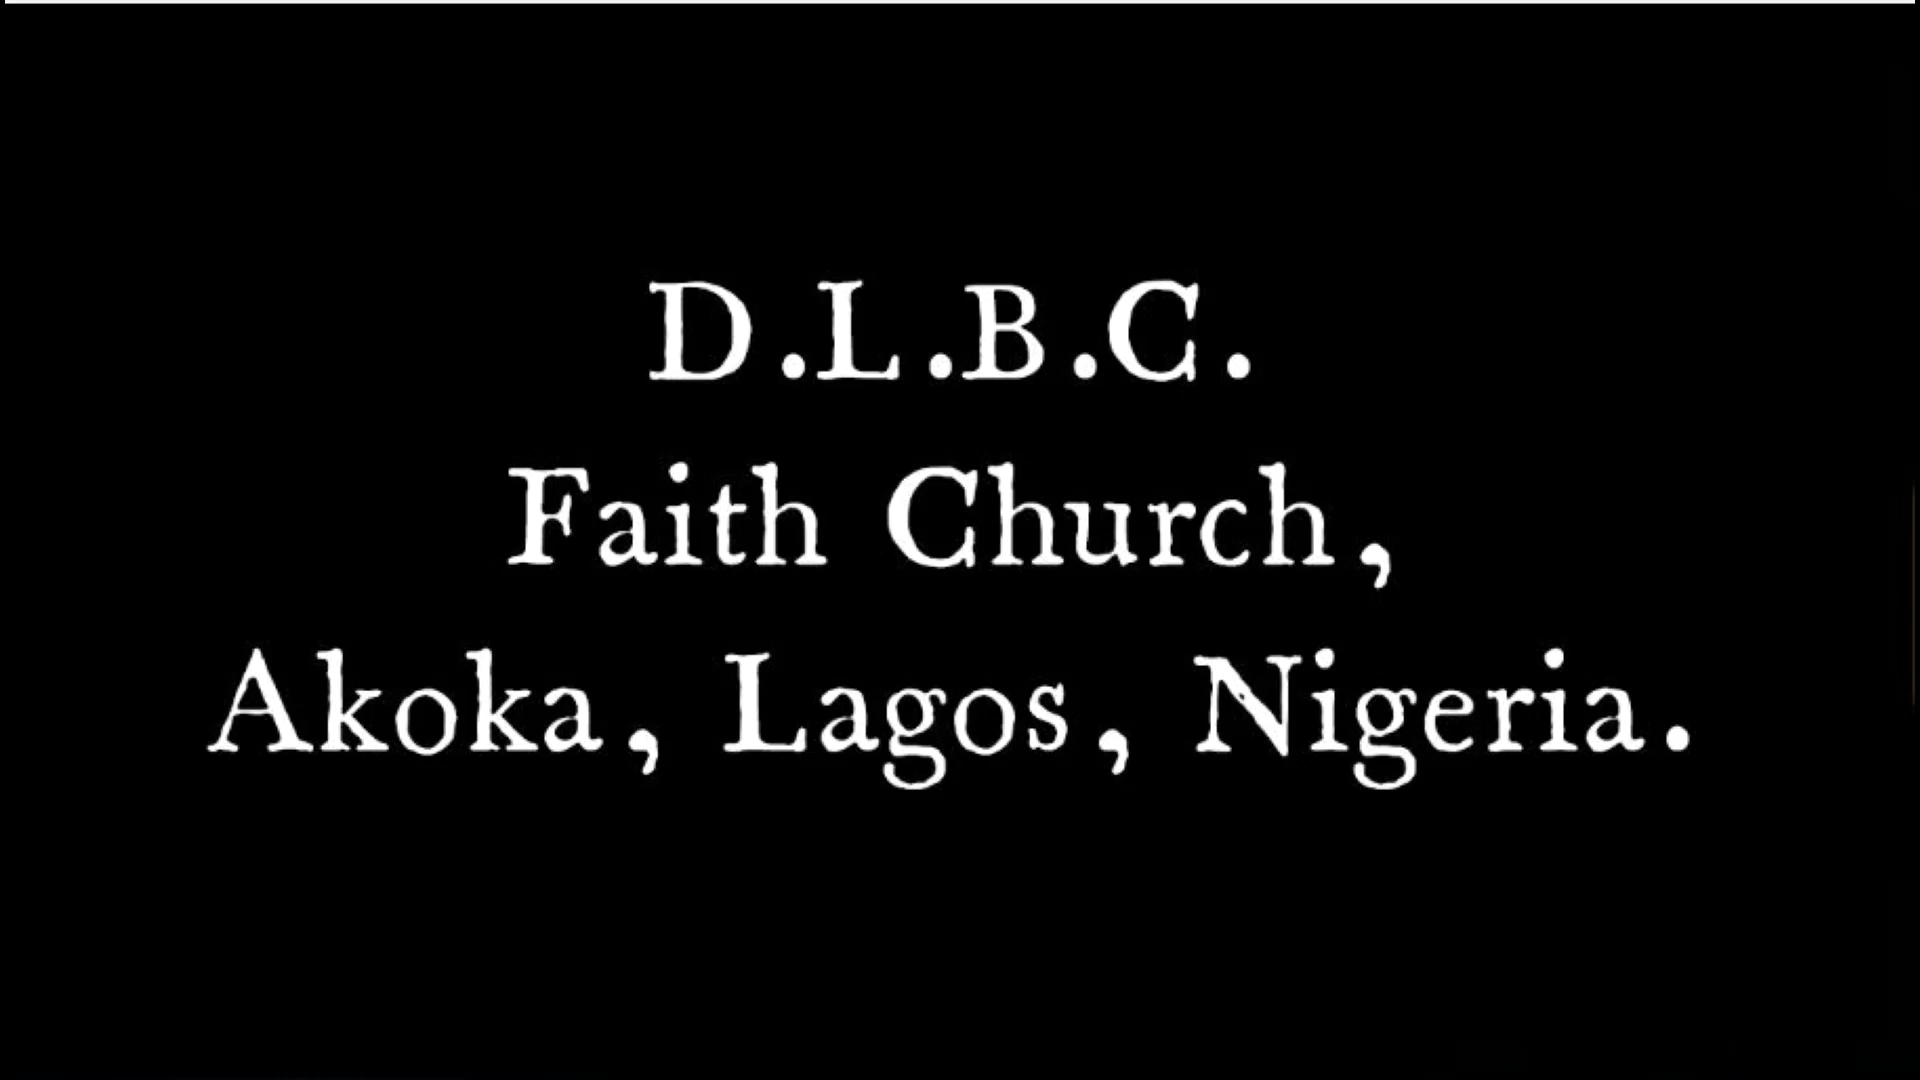 D.L.B.C.
Faith Church,
Akoka, Lagos, Nigeria.